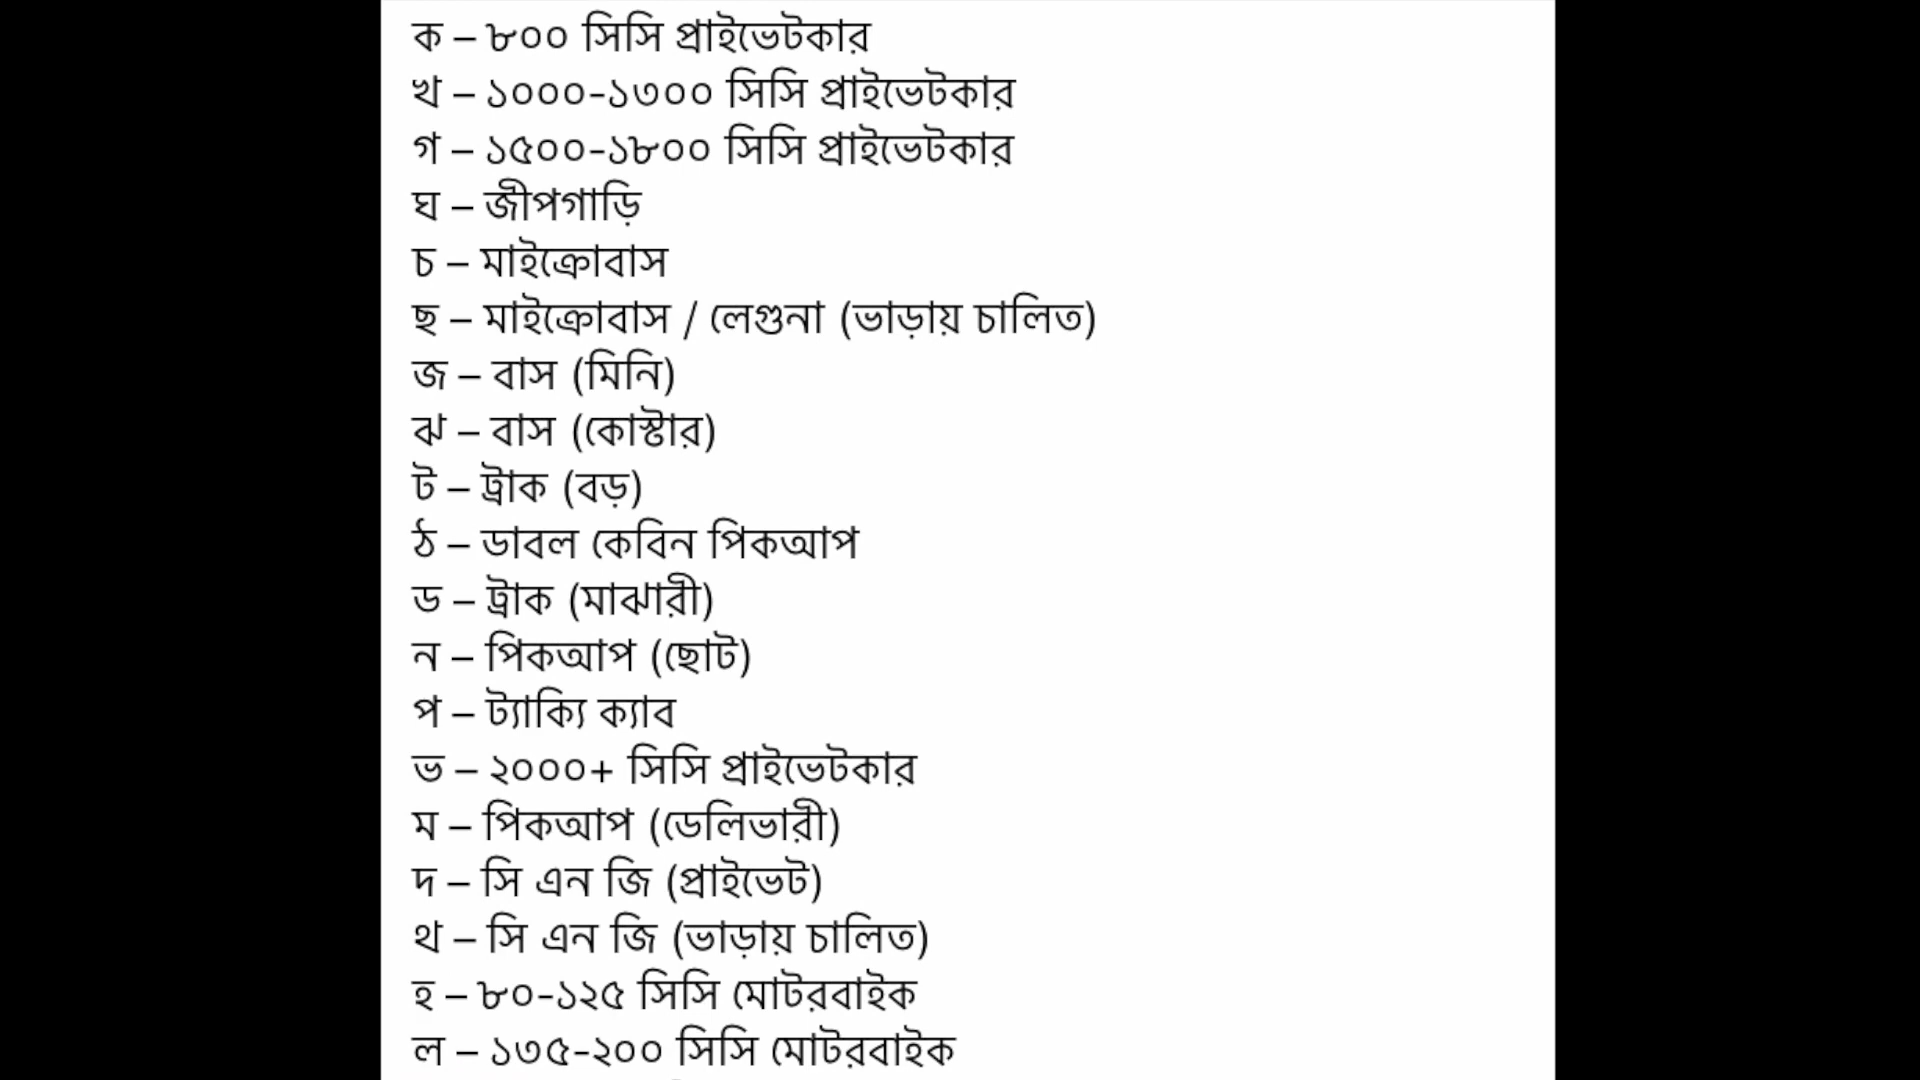 ক – ৮০০ সিসি প্রাইভেটকার
খ – ১০০০-১৩০০ সিসি প্রাইভেটকার
গ – ১৫০০-১৮০০ সিসি প্রাইভেটকার
ঘ – জীপগাড়ি
চ – মাইক্রোবাস
ছ – মাইক্রোবাস / লেগুনা (ভাড়ায় চালিত)
জ – বাস (মিনি)
ঝ – বাস (কোস্টার)
ট – ট্রাক (বড়)
ঠ – ডাবল কেবিন পিকআপ
ড – ট্রাক (মাঝারী)
ন – পিকআপ (ছোট)
প – ট্যাক্যি ক্যাব
ভ – ২০০০+ সিসি প্রাইভেটকার
ম – পিকআপ (ডেলিভারী)
দ – সি এন জি (প্রাইভেট)
থ – সি এন জি (ভাড়ায় চালিত)
হ – ৮০-১২৫ সিসি মোটরবাইক
ল – ১৩৫-২০০ সিসি মোটরবাইক